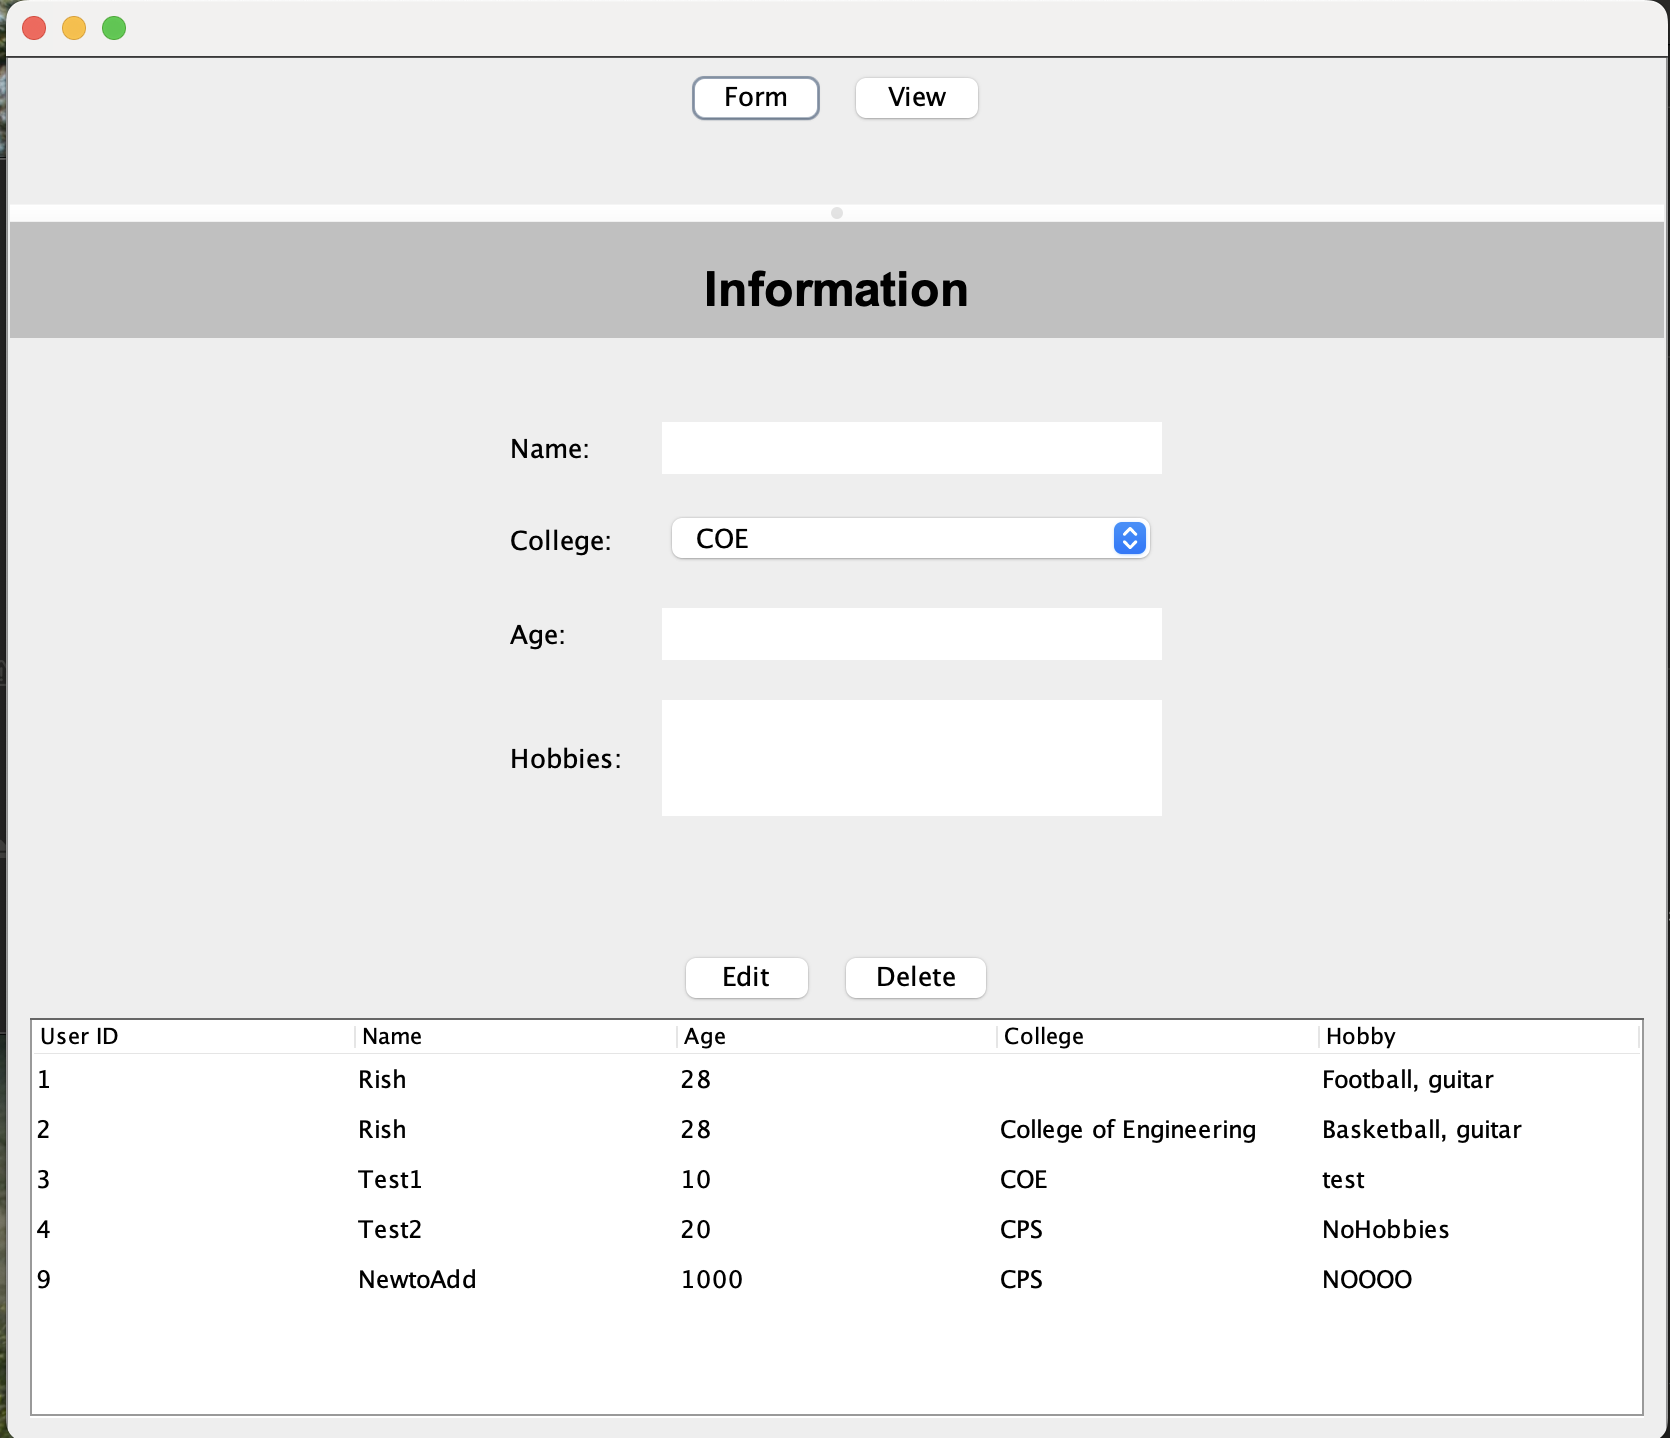 Form View
Information
Name:
College: COE
Age:
Hobbies:
Edit Delete
User ID Name Age College Hobby
1 Rish 28 Football, guitar
2 Rish 28 College of Engineering Basketball, guitar
3 Test1 10 COE test
4 Test2 20 CPS NoHobbies
9 NewtoAdd 1000 CPS NOOOO